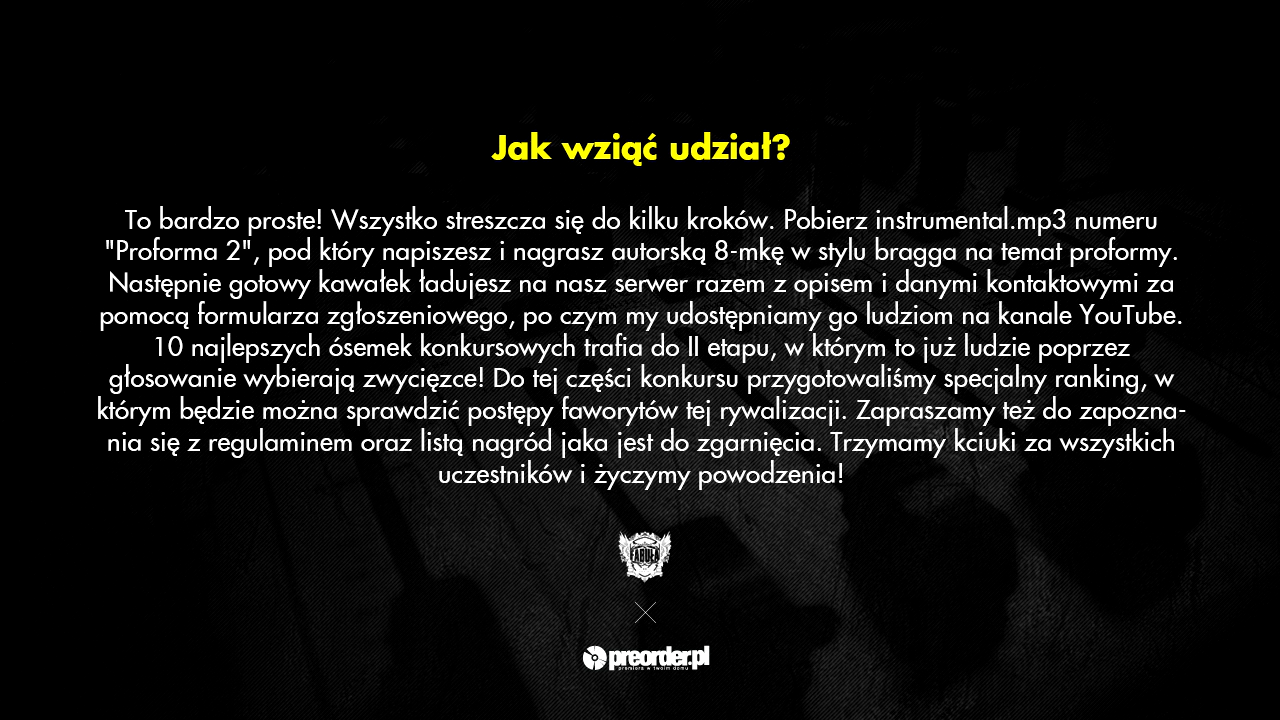 Jak wziąć udział?
To bardzo proste! Wszystko streszcza się do kilku kroków. Pobierz instrumental.mp3 numeru
"Proforma 2", pod który napiszesz i nagrasz autorską 8-mkę w stylu bragga na temat proformy.
Następnie gotowy kawałek ładujesz na nasz serwer razem z opisem i danymi kontaktowymi za
pomocą formularza zgłoszeniowego, po czym my udostępniamy go ludziom na kanale YouTube.
10 najlepszych ósemek konkursowych trafia do II etapu, w którym to już ludzie poprzez
głosowanie wybierają zwycięzce! Do tej części konkursu przygotowaliśmy specjalny ranking, w
którym będzie można sprawdzić postępy faworytów tej rywalizacji. Zapraszamy też do zapozna-
nia się z regulaminem oraz listą nagród jaka jest do zgarnięcia. Trzymamy kciuki za wszystkich
uczestników i życzymy powodzenia!
FABUŁA
preorder.pl
premiera w twoim domu